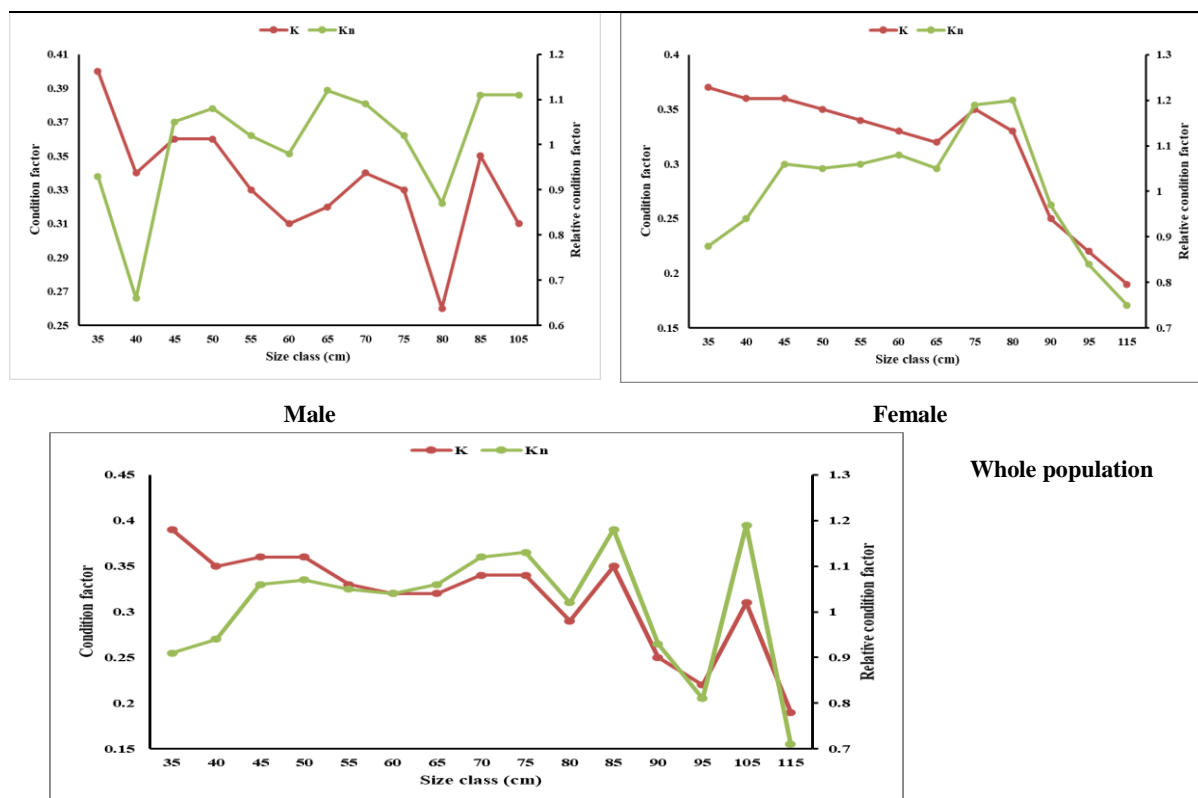 K Kn
0.41
0.39
0.37
0.35
0.33
0.31
0.29
0.27
0.25
Condition factor
1.2
1.1
1
0.9
0.8
0.7
0.6
Relative condition factor
35 40 45 50 55 60 65 70 75 80 85 105
Size class (cm)
K Kn
0.4
0.35
0.3
0.25
0.2
0.15
Condition factor
1.3
1.2
1.1
1
0.9
0.8
0.7
Relative condition factor
35 40 45 50 55 60 65 75 80 90 95 115
Size class (cm)
Male
Female
K Kn
0.45
0.4
0.35
0.3
0.25
0.2
0.15
Condition factor
1.3
1.2
1.1
1
0.9
0.8
0.7
Relative condition factor
35 40 45 50 55 60 65 70 75 80 85 90 95 105 115
Size class (cm)
Whole population